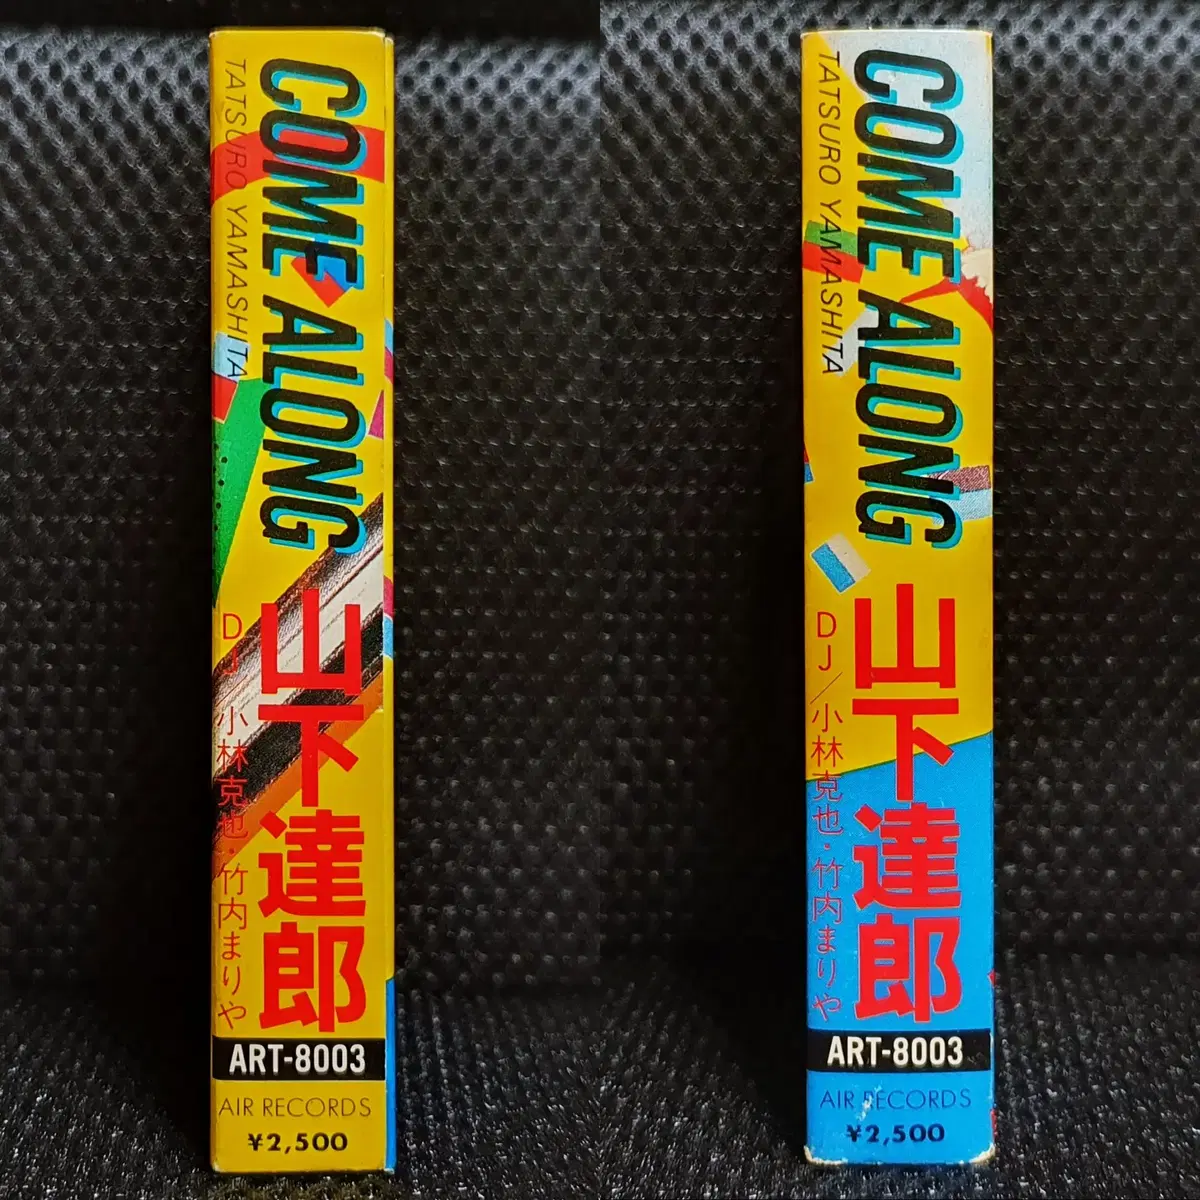 COME ALONG
TATSURO YAMASHITA
山下達郎
DJ/小林克也・竹内まりや
ART-8003
AIR RECORDS
¥2,500
COME ALONG
TATSURO YAMASHITA
山下達郎
DJ/小林克也・竹内まりや
ART-8003
AIR RECORDS
¥2,500